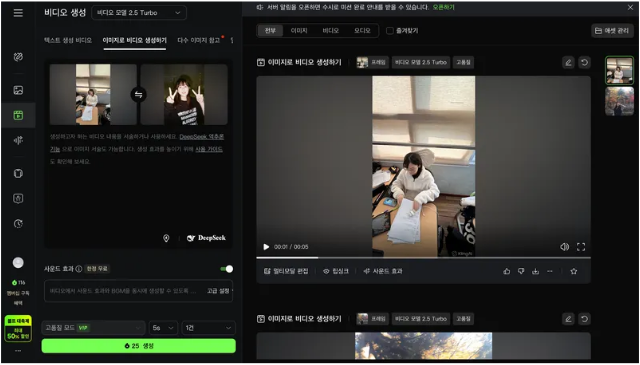 비디오 생성
비디오 모델 2.5 Turbo
텍스트 생성 비디오
이미지로 비디오 생성하기
다수 이미지 참고
생성하고자 하는 비디오 내용을 서술하거나 사용하세요. DeepSeek
기능 으로 이미지 서술도 가능합니다. 생성 효과를 높이기 위해 사용 가이드
도 확인해 보세요.
DeepSeek
사운드 효과
한정 무료
비디오에서 사운드 효과와 BGM을 동시에 생성할 수 있도록 ...
고급 설정
고품질 모드 VIP
5s
1건
25 생성
116
멤버십 구독
혜택
최대
50% 할인
서버 알림을 오픈하면 수시로 미션 완료 안내를 받을 수 있습니다. 오픈하기
전부
이미지
비디오
오디오
즐겨찾기
에셋 관리
이미지로 비디오 생성하기
프레임
비디오 모델 2.5 Turbo
고품질
00:01 / 00:05
멀티모달 편집
립싱크
사운드 효과
이미지로 비디오 생성하기
프레임
비디오 모델 2.5 Turbo
고품질